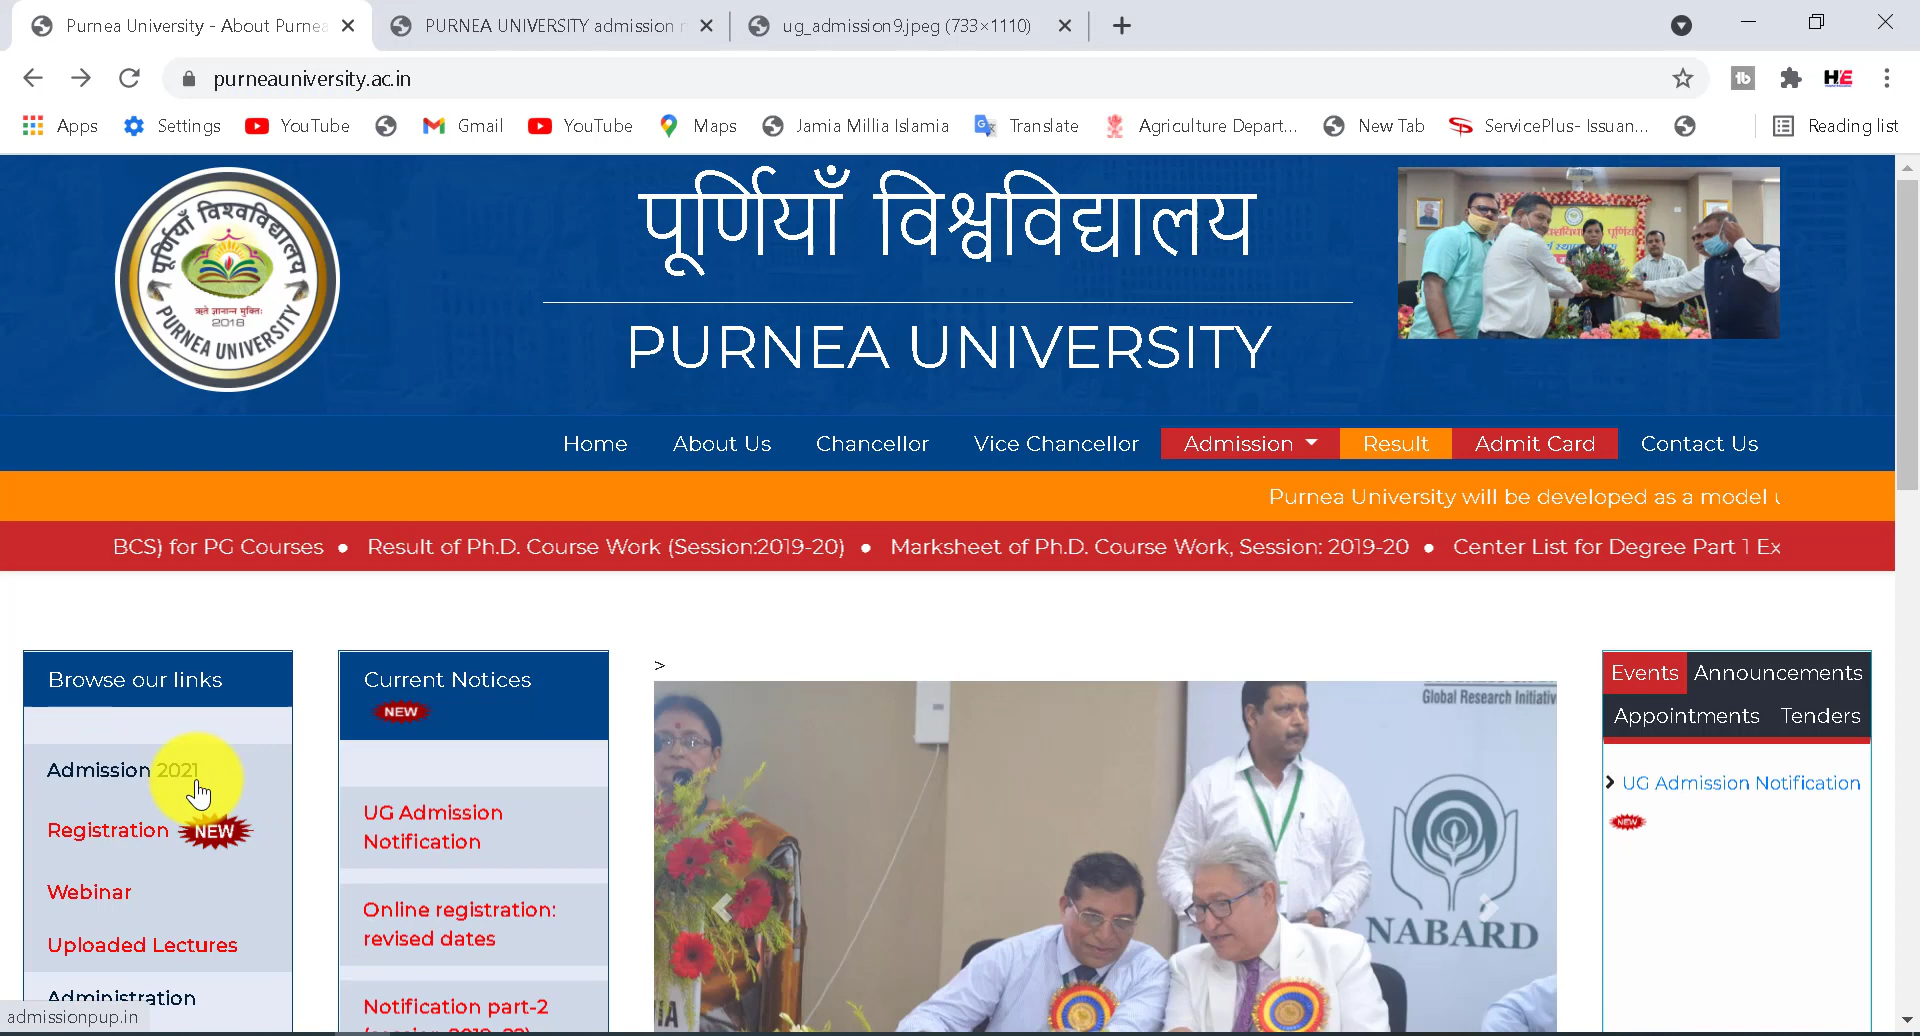 Purnea University - About Purnea
PURNEA UNIVERSITY admission
ug_admission9.jpeg (733×1110)
purneauniversity.ac.in
Apps
Settings
YouTube
Gmail
YouTube
Maps
Jamia Millia Islamia
Translate
Agriculture Depart...
New Tab
ServicePlus- Issuan...
Reading list
पूर्णियाँ विश्वविद्यालय
PURNEA UNIVERSITY
पूर्णियाँ विश्वविद्यालय
ऋते ज्ञानान्न मुक्तिः
2018
PURNEA UNIVERSITY
Home
About Us
Chancellor
Vice Chancellor
Admission
Result
Admit Card
Contact Us
Purnea University will be developed as a model
BCS) for PG Courses ● Result of Ph.D. Course Work (Session:2019-20) ● Marksheet of Ph.D. Course Work, Session: 2019-20 ● Center List for Degree Part 1 Ex
Browse our links
Admission 2021
Registration NEW
Webinar
Uploaded Lectures
Administration
admissionpup.in
Current Notices
NEW
UG Admission
Notification
Online registration:
revised dates
Notification part-2
>
Global Research Initiativ
NABARD
Events
Announcements
Appointments
Tenders
UG Admission Notification
NEW